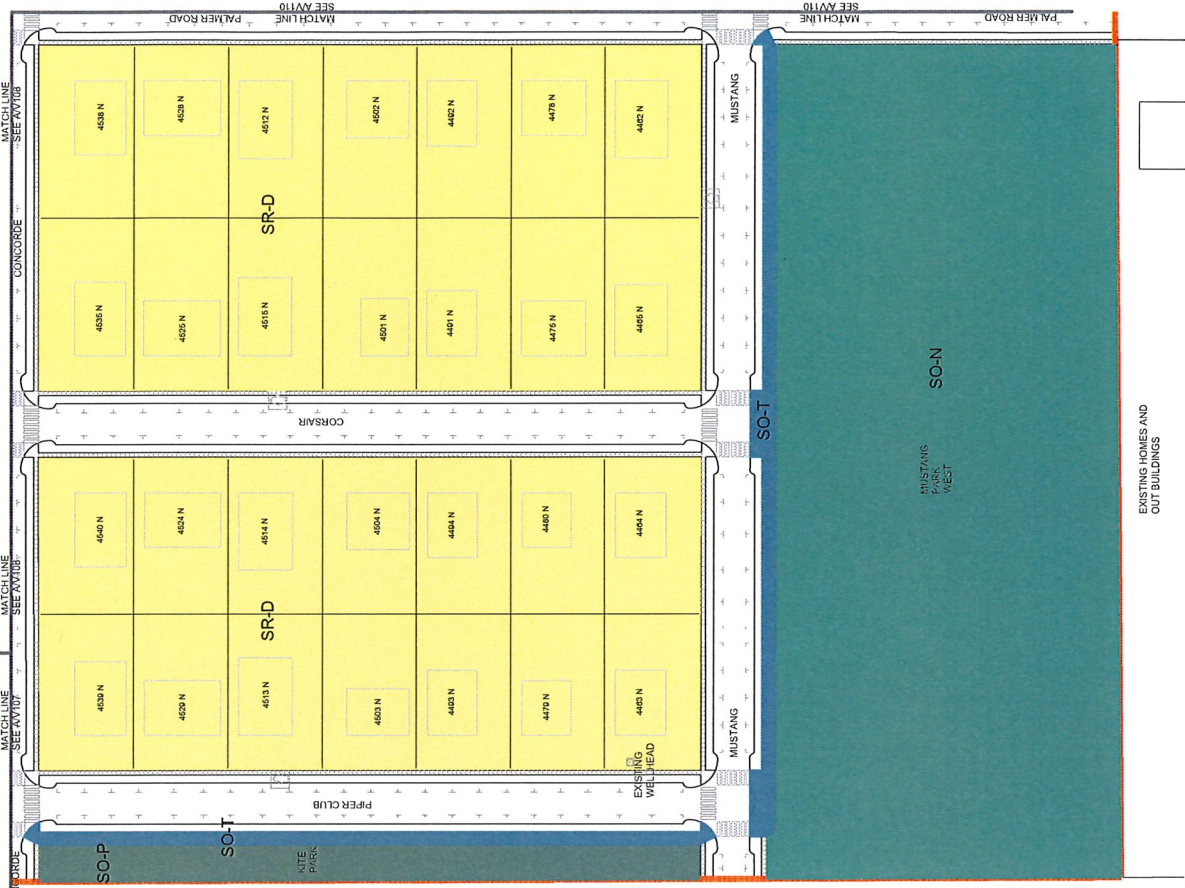 SEE AV110
MATCH LINE
PALMER ROAD
SEE AV110
MATCH LINE
PALMER ROAD
MATCH LINE
SEE AV108
CONCORDE
MATCH LINE
SEE AV108
MATCH LINE
SEE AV107
4538 N
4528 N
4512 N
4502 N
4492 N
4478 N
4462 N
SR-D
4535 N
4525 N
4515 N
4501 N
4491 N
4475 N
4465 N
CORSAIR
4540 N
4524 N
4514 N
4504 N
4494 N
4480 N
4464 N
SR-D
4539 N
4529 N
4513 N
4503 N
4493 N
4479 N
4463 N
EXISTING
WELLHEAD
PIPER CLUB
SO-P
SO-T
KITE
PARK
MUSTANG
MUSTANG
SO-T
SO-N
MUSTANG
PARK
WEST
EXISTING HOMES AND
OUT BUILDINGS